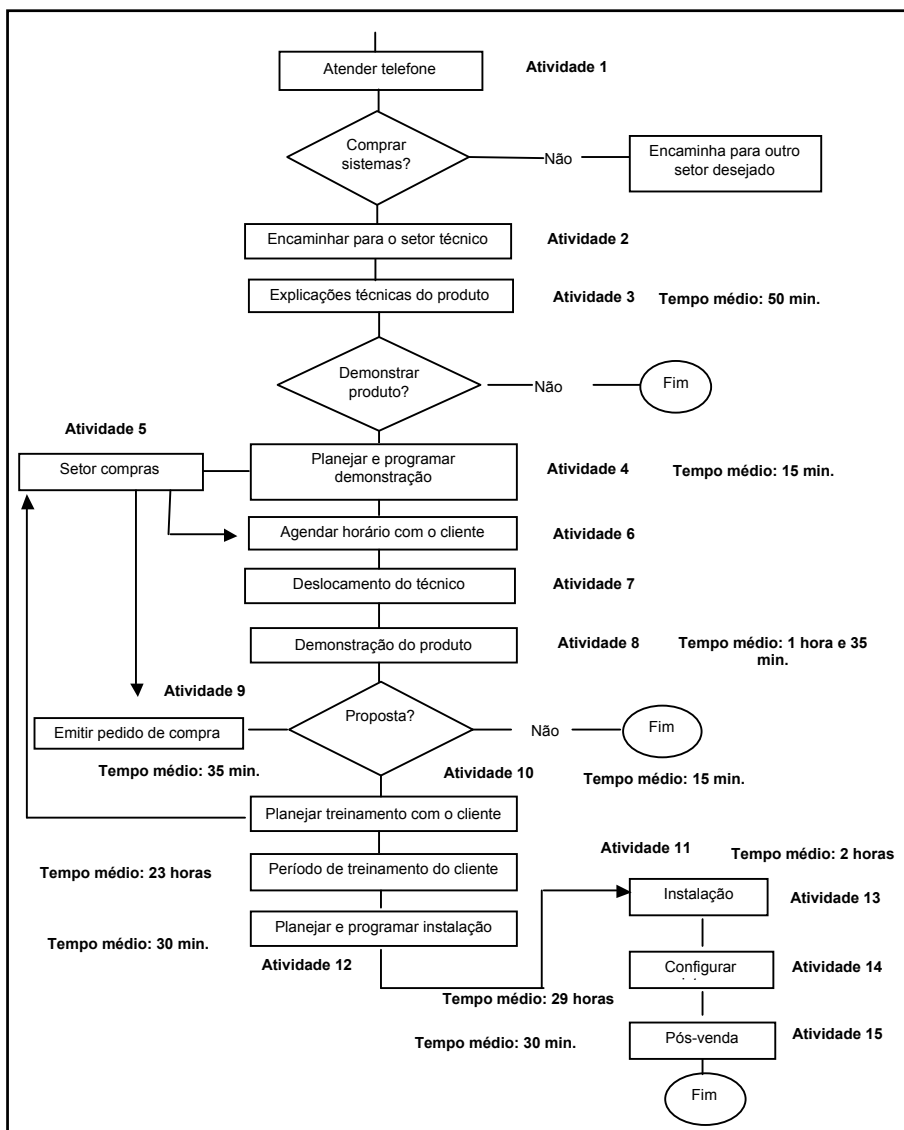 Atender telefone
Atividade 1
Comprar
sistemas?
Não
Encaminha para outro
setor desejado
Encaminhar para o setor técnico
Atividade 2
Explicações técnicas do produto
Atividade 3
Tempo médio: 50 min.
Demonstrar
produto?
Não
Fim
Atividade 5
Setor compras
Planejar e programar
demonstração
Atividade 4
Tempo médio: 15 min.
Agendar horário com o cliente
Atividade 6
Deslocamento do técnico
Atividade 7
Demonstração do produto
Atividade 8
Tempo médio: 1 hora e 35
min.
Atividade 9
Emitir pedido de compra
Proposta?
Não
Fim
Tempo médio: 35 min.
Atividade 10
Tempo médio: 15 min.
Planejar treinamento com o cliente
Atividade 11
Tempo médio: 2 horas
Tempo médio: 23 horas
Período de treinamento do cliente
Instalação
Atividade 13
Planejar e programar instalação
Tempo médio: 30 min.
Atividade 12
Configurar
Atividade 14
Tempo médio: 29 horas
Tempo médio: 30 min.
Pós-venda
Atividade 15
Fim